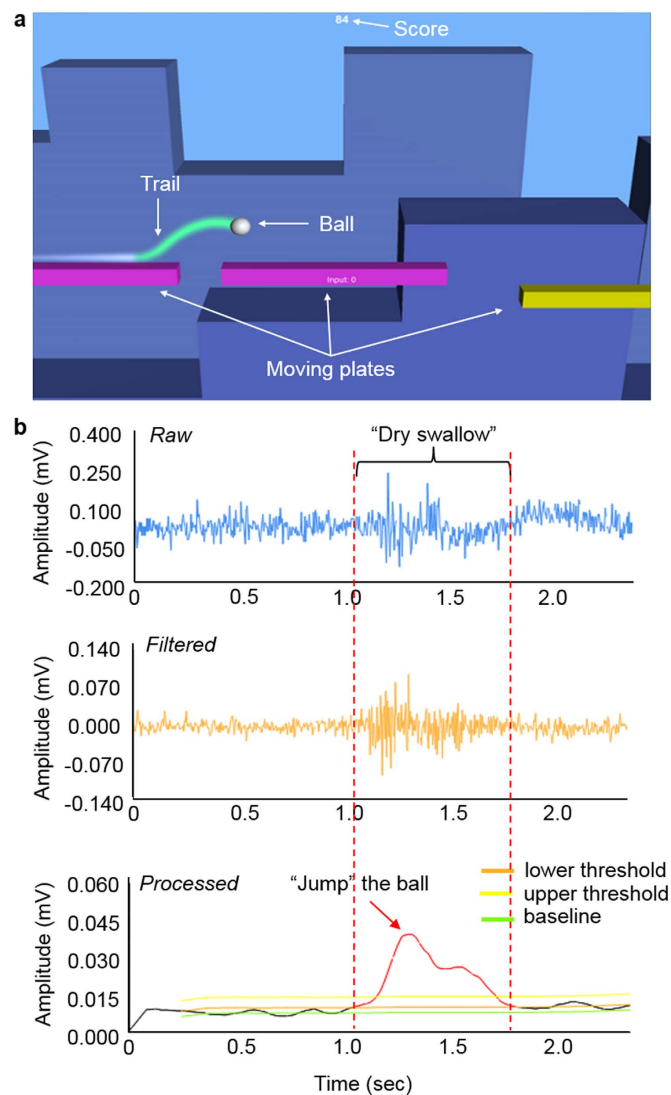 a
84
Score
Trail
Ball
Input: 0
Moving plates
b
Raw
“Dry swallow”
Amplitude (mV)
0.400
0.250
0.100
-0.050
-0.200
0 0.5 1.0 1.5 2.0
Filtered
Amplitude (mV)
0.140
0.070
0.000
-0.070
-0.140
0 0.5 1.0 1.5 2.0
Processed
“Jump” the ball
lower threshold
upper threshold
baseline
Amplitude (mV)
0.060
0.045
0.030
0.015
0.000
0 0.5 1.0 1.5 2.0
Time (sec)